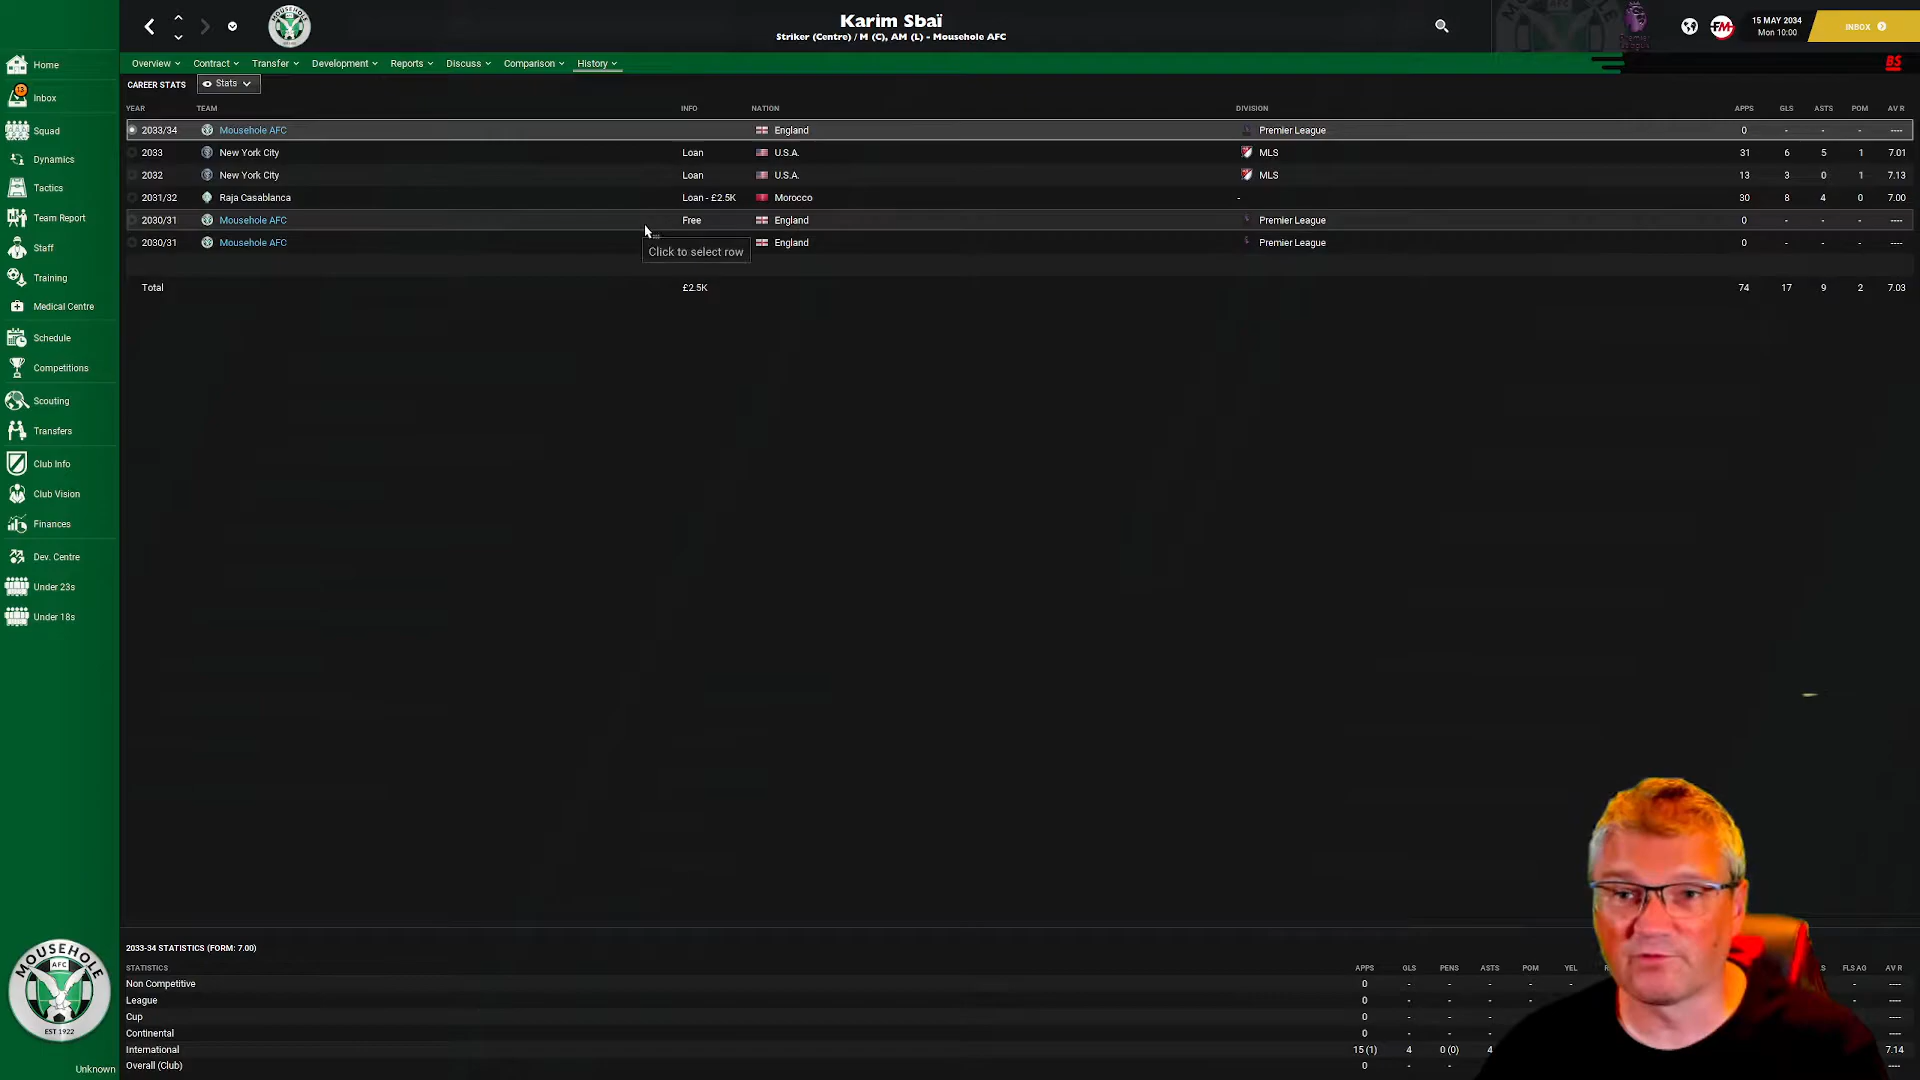 Karim Sbaï
Striker (Centre) / M (C), AM (L) - Mousehole AFC
15 MAY 2034
Mon 10:00
INBOX
FM
BS
Home
13
Inbox
Squad
Dynamics
Tactics
Team Report
Staff
Training
Medical Centre
Schedule
Competitions
Scouting
Transfers
Club Info
Club Vision
Finances
Dev. Centre
Under 23s
Under 18s
MOUSEHOLE
AFC
EST 1922
Unknown
Overview Contract Transfer Development Reports Discuss Comparison History
CAREER STATS Stats
YEAR TEAM INFO NATION DIVISION APPS GLS ASTS POM AV R
2033/34 Mousehole AFC England Premier League 0 - - - ----
2033 New York City Loan U.S.A. MLS 31 6 5 1 7.01
2032 New York City Loan U.S.A. MLS 13 3 0 1 7.13
2031/32 Raja Casablanca Loan - £2.5K Morocco - 30 8 4 0 7.00
2030/31 Mousehole AFC Free England Premier League 0 - - - ----
2030/31 Mousehole AFC England Premier League 0 - - - ----
Click to select row
Total £2.5K 74 17 9 2 7.03
2033-34 STATISTICS (FORM: 7.00)
STATISTICS APPS GLS PENS ASTS POM YEL FLS AG AV R
Non Competitive 0 - - - - - - ----
League 0 - - - - - ----
Cup 0 - - - ----
Continental 0 - - - ----
International 15 (1) 4 0 (0) 4 7.14
Overall (Club) 0 - - - ----